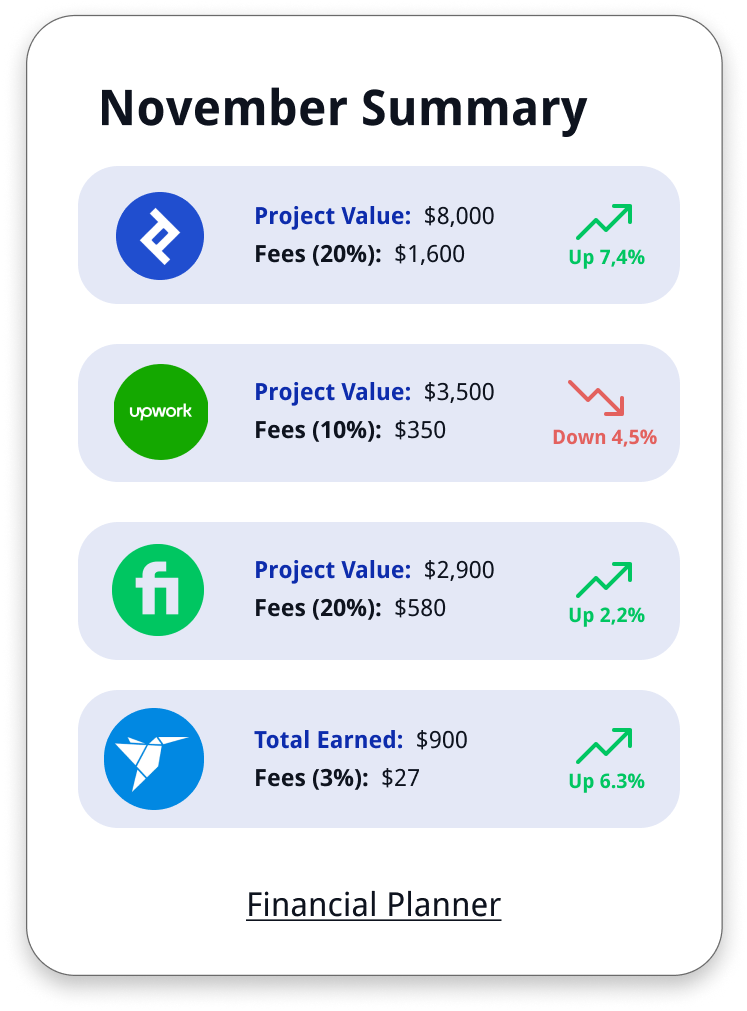 November Summary
Project Value: $8,000
Fees (20%): $1,600
Up 7,4%
upwork
Project Value: $3,500
Fees (10%): $350
Down 4,5%
fi
Project Value: $2,900
Fees (20%): $580
Up 2,2%
Total Earned: $900
Fees (3%): $27
Up 6.3%
Financial Planner